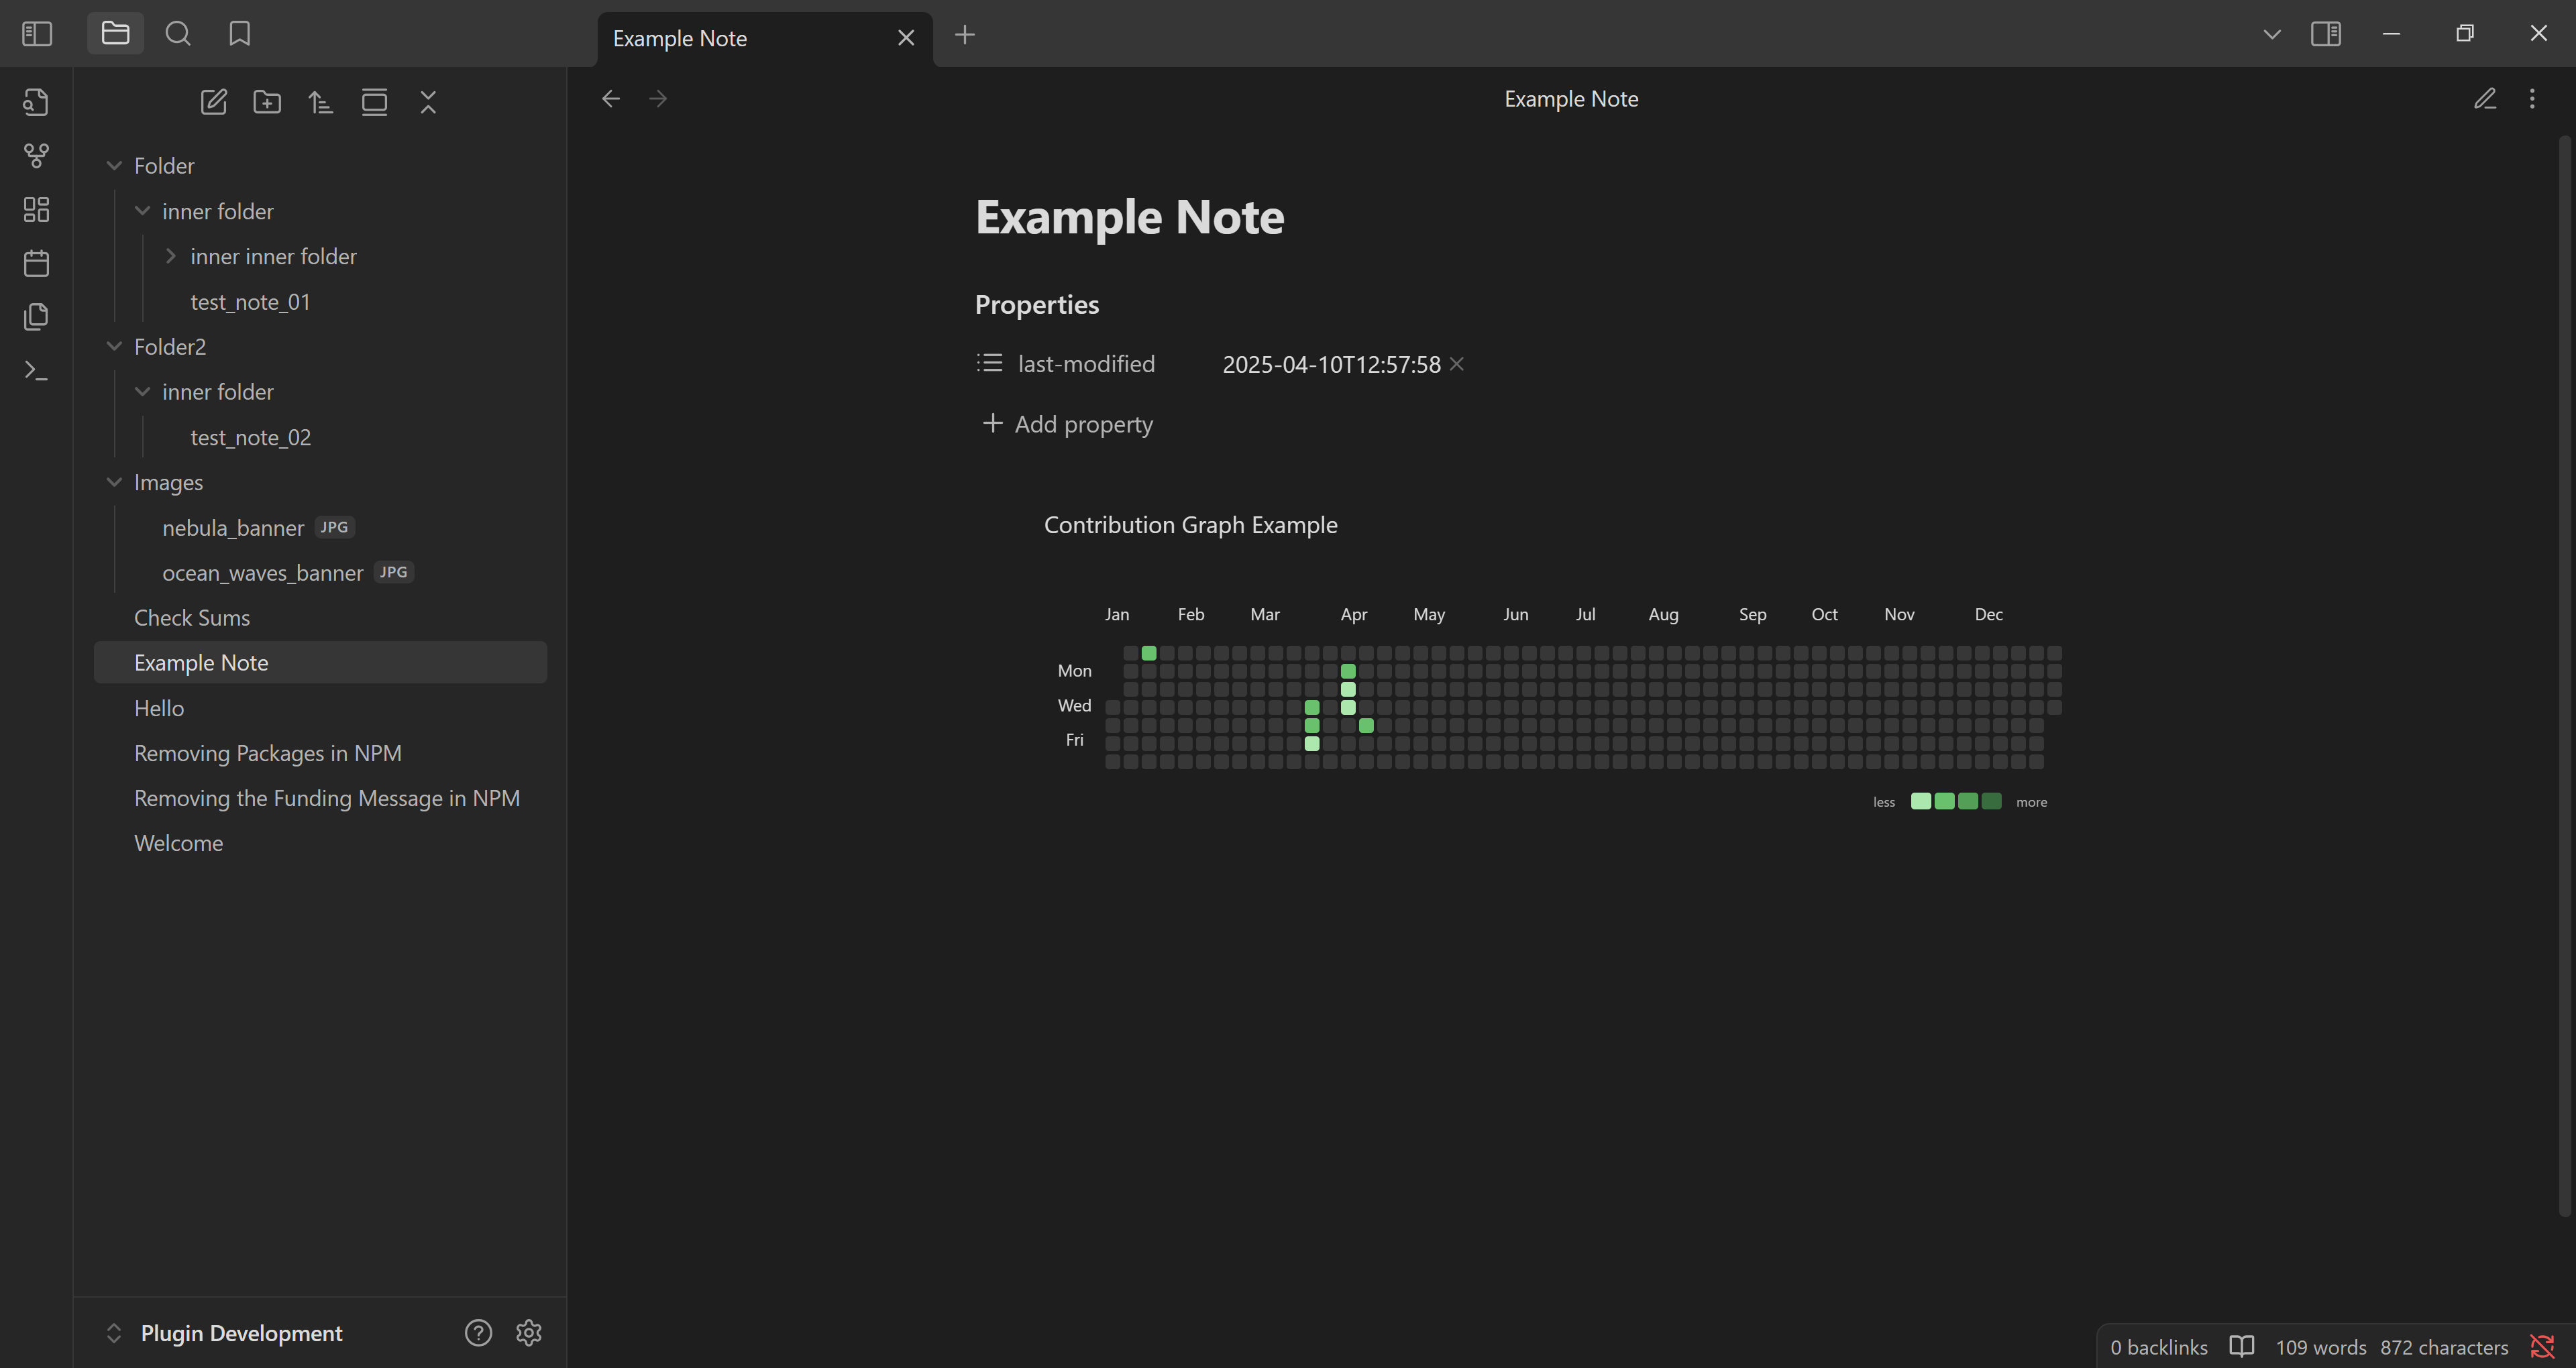 Example Note
Folder
inner folder
inner inner folder
test_note_01
Folder2
inner folder
test_note_02
Images
nebula_banner JPG
ocean_waves_banner JPG
Check Sums
Example Note
Hello
Removing Packages in NPM
Removing the Funding Message in NPM
Welcome
Plugin Development
Example Note
Example Note
Properties
last-modified 2025-04-10T12:57:58
Add property
Contribution Graph Example
Jan Feb Mar Apr May Jun Jul Aug Sep Oct Nov Dec
Mon
Wed
Fri
less more
0 backlinks 109 words 872 characters